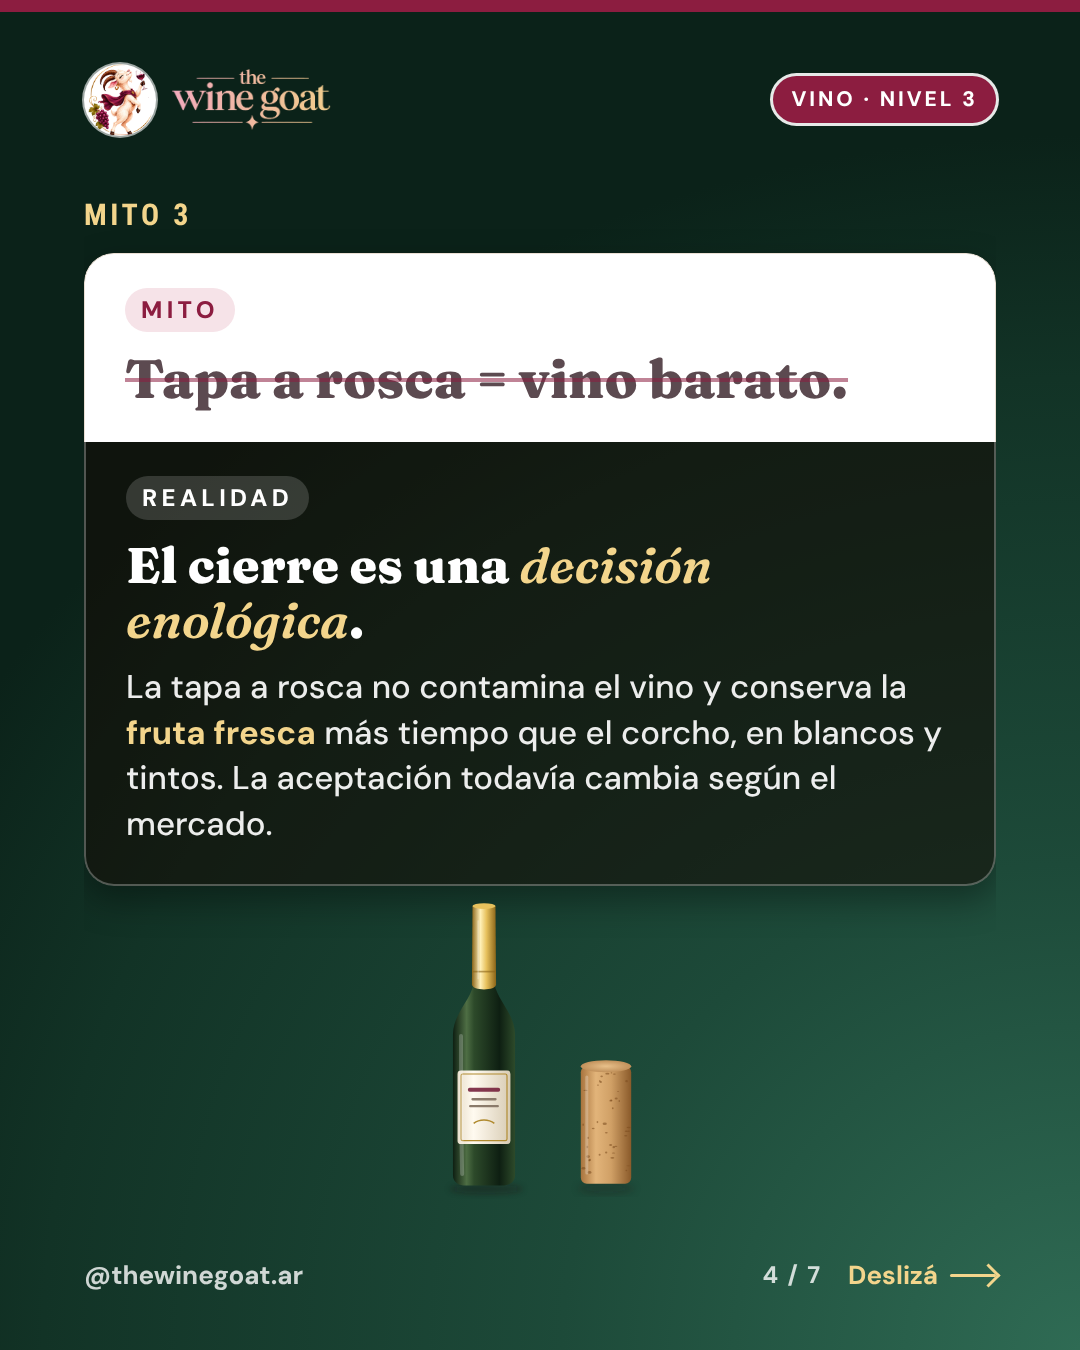 the
wine goat
VINO · NIVEL 3
MITO 3
MITO
Tapa a rosca = vino barato.
REALIDAD
El cierre es una decisión
enológica.
La tapa a rosca no contamina el vino y conserva la
fruta fresca más tiempo que el corcho, en blancos y
tintos. La aceptación todavía cambia según el
mercado.
@thewinegoat.ar
4 / 7 Deslizá